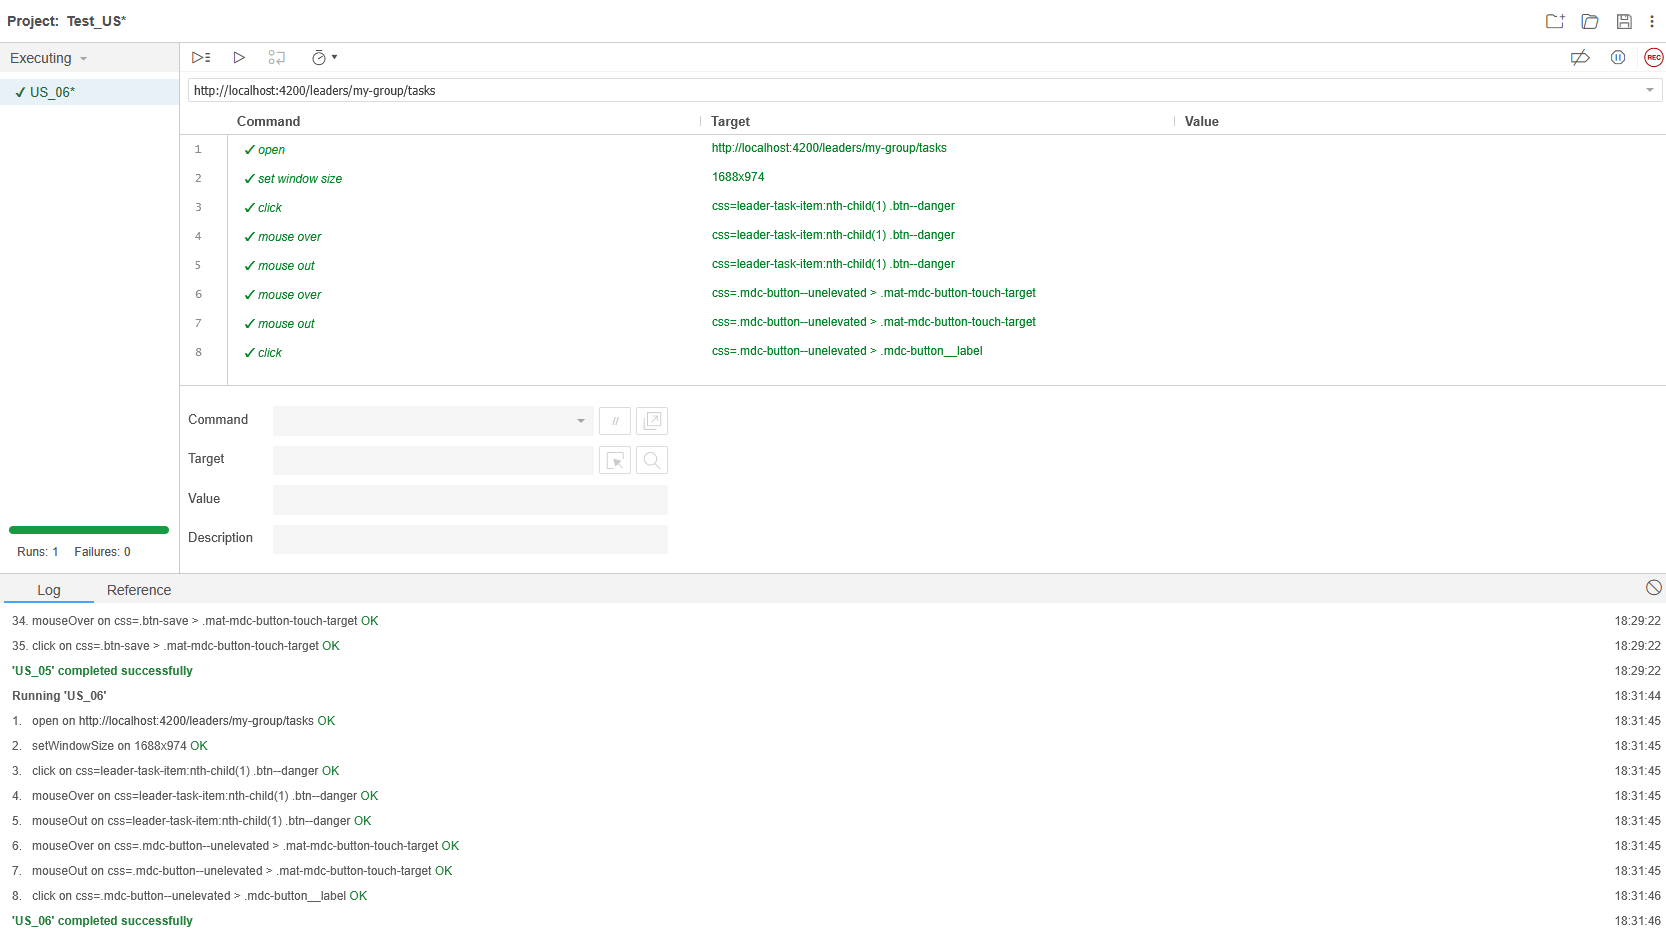 Project: Test_US*
Executing
✓ US_06*
REC
http://localhost:4200/leaders/my-group/tasks
Command Target Value
1 ✓ open http://localhost:4200/leaders/my-group/tasks
2 ✓ set window size 1688x974
3 ✓ click css=leader-task-item:nth-child(1) .btn--danger
4 ✓ mouse over css=leader-task-item:nth-child(1) .btn--danger
5 ✓ mouse out css=leader-task-item:nth-child(1) .btn--danger
6 ✓ mouse over css=.mdc-button--unelevated > .mat-mdc-button-touch-target
7 ✓ mouse out css=.mdc-button--unelevated > .mat-mdc-button-touch-target
8 ✓ click css=.mdc-button--unelevated > .mdc-button__label
Command //
Target
Value
Description
Runs: 1 Failures: 0
Log Reference
34. mouseOver on css=.btn-save > .mat-mdc-button-touch-target OK 18:29:22
35. click on css=.btn-save > .mat-mdc-button-touch-target OK 18:29:22
'US_05' completed successfully 18:29:22
Running 'US_06' 18:31:44
1. open on http://localhost:4200/leaders/my-group/tasks OK 18:31:45
2. setWindowSize on 1688x974 OK 18:31:45
3. click on css=leader-task-item:nth-child(1) .btn--danger OK 18:31:45
4. mouseOver on css=leader-task-item:nth-child(1) .btn--danger OK 18:31:45
5. mouseOut on css=leader-task-item:nth-child(1) .btn--danger OK 18:31:45
6. mouseOver on css=.mdc-button--unelevated > .mat-mdc-button-touch-target OK 18:31:45
7. mouseOut on css=.mdc-button--unelevated > .mat-mdc-button-touch-target OK 18:31:45
8. click on css=.mdc-button--unelevated > .mdc-button__label OK 18:31:46
'US_06' completed successfully 18:31:46